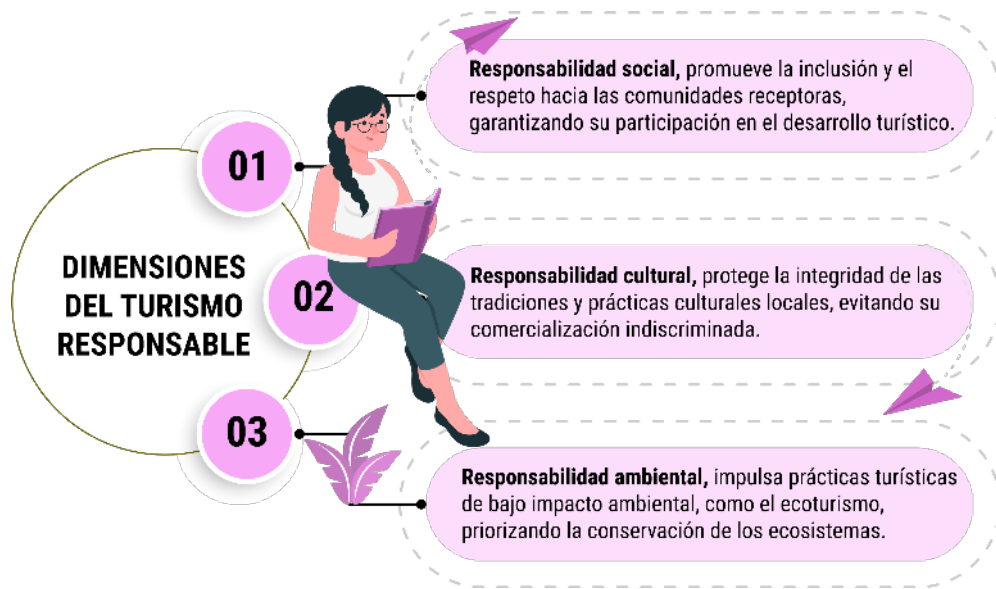 DIMENSIONES
DEL TURISMO
RESPONSABLE
01
Responsabilidad social, promueve la inclusión y el
respeto hacia las comunidades receptoras,
garantizando su participación en el desarrollo turístico.
02
Responsabilidad cultural, protege la integridad de las
tradiciones y prácticas culturales locales, evitando su
comercialización indiscriminada.
03
Responsabilidad ambiental, impulsa prácticas turísticas
de bajo impacto ambiental, como el ecoturismo,
priorizando la conservación de los ecosistemas.